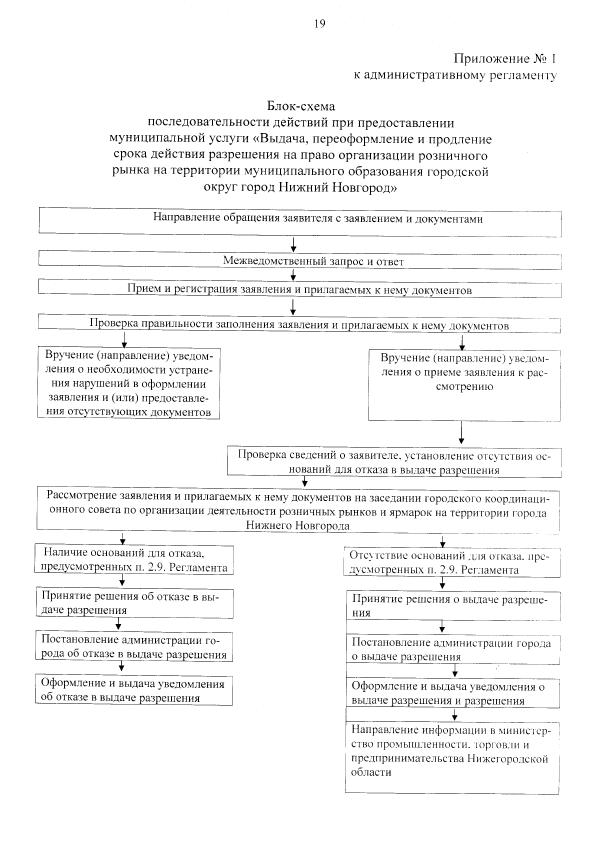 19
Приложение № 1
к административному регламенту
Блок-схема
последовательности действий при предоставлении
муниципальной услуги «Выдача, переоформление и продление
срока действия разрешения на право организации розничного
рынка на территории муниципального образования городской
округ город Нижний Новгород»
Направление обращения заявителя с заявлением и документами
Межведомственный запрос и ответ
Прием и регистрация заявления и прилагаемых к нему документов
Проверка правильности заполнения заявления и прилагаемых к нему документов
Вручение (направление) уведом-
ления о необходимости устране-
ния нарушений в оформлении
заявления и (или) предоставле-
ния отсутствующих документов
Вручение (направление) уведом-
ления о приеме заявления к рас-
смотрению
Проверка сведений о заявителе, установление отсутствия ос-
нований для отказа в выдаче разрешения
Рассмотрение заявления и прилагаемых к нему документов на заседании городского координаци-
онного совета по организации деятельности розничных рынков и ярмарок на территории города
Нижнего Новгорода
Наличие оснований для отказа,
предусмотренных п. 2.9. Регламента
Принятие решения об отказе в вы-
даче разрешения
Постановление администрации го-
рода об отказе в выдаче разрешения
Оформление и выдача уведомления
об отказе в выдаче разрешения
Отсутствие оснований для отказа, пре-
дусмотренных п. 2.9. Регламента
Принятие решения о выдаче разреше-
ния
Постановление администрации города
о выдаче разрешения
Оформление и выдача уведомления о
выдаче разрешения и разрешения
Направление информации в министер-
ство промышленности, торговли и
предпринимательства Нижегородской
области